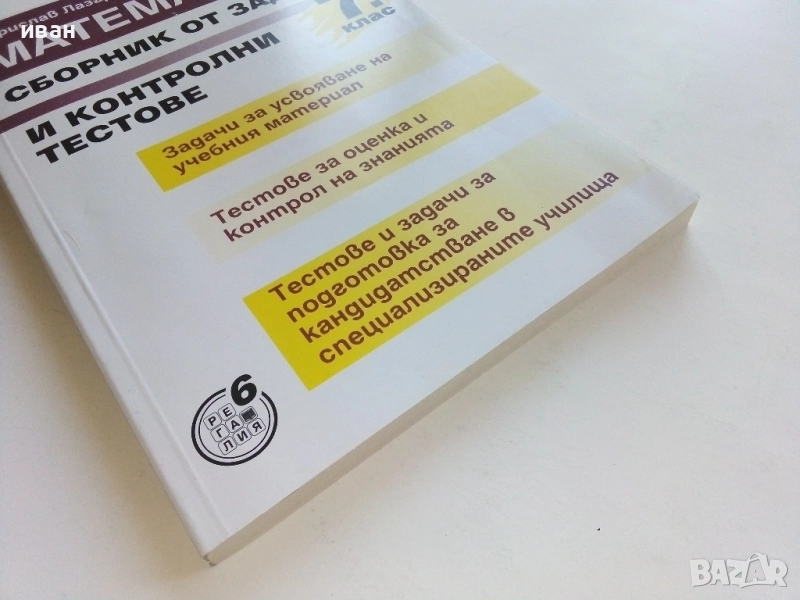 иван
МАТЕМА
СБОРНИК ОТ ЗАД
И КОНТРОЛНИ
ТЕСТОВЕ
7.
клас
Задачи за усвояване на
учебния материал
Тестове за оценка и
контрол на знанията
Тестове и задачи за
подготовка за
кандидатстване в
специализираните училища
РЕ
ГА
ЛИЯ
6
BAZAR